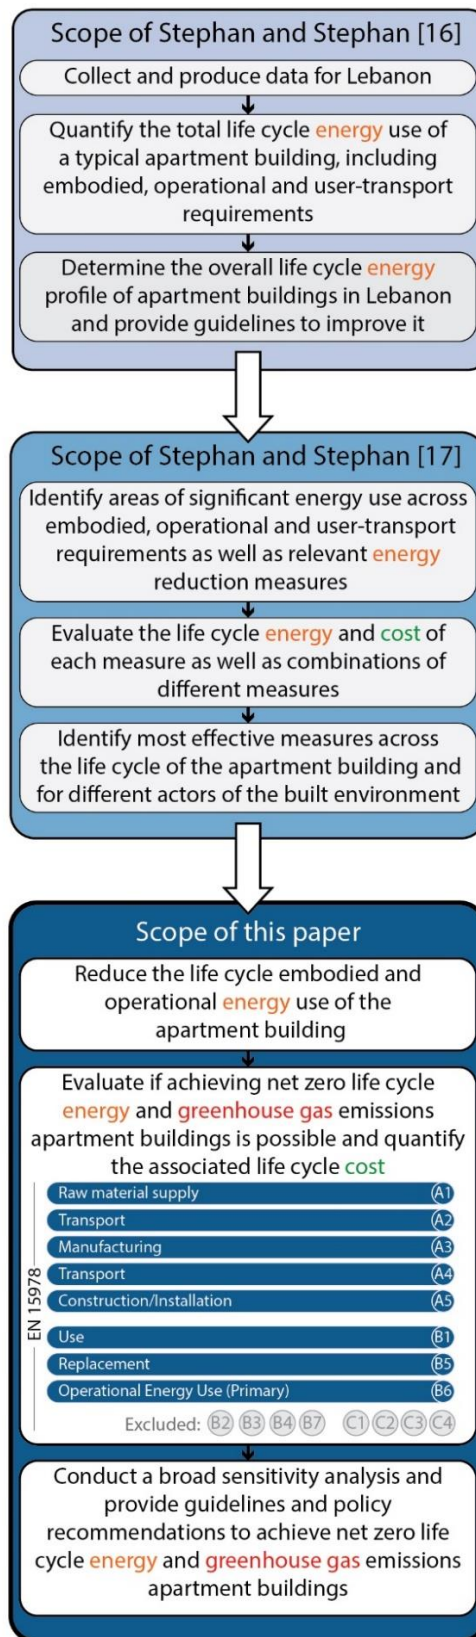 Scope of Stephan and Stephan [16]
Collect and produce data for Lebanon
Quantify the total life cycle energy use of
a typical apartment building, including
embodied, operational and user-transport
requirements
Determine the overall life cycle energy
profile of apartment buildings in Lebanon
and provide guidelines to improve it
Scope of Stephan and Stephan [17]
Identify areas of significant energy use across
embodied, operational and user-transport
requirements as well as relevant energy
reduction measures
Evaluate the life cycle energy and cost of
each measure as well as combinations of
different measures
Identify most effective measures across
the life cycle of the apartment building and
for different actors of the built environment
Scope of this paper
Reduce the life cycle embodied and
operational energy use of the
apartment building
Evaluate if achieving net zero life cycle
energy and greenhouse gas emissions
apartment buildings is possible and quantify
the associated life cycle cost
EN 15978
Raw material supply A1
Transport A2
Manufacturing A3
Transport A4
Construction/Installation A5
Use B1
Replacement B5
Operational Energy Use (Primary) B6
Excluded: B2 B3 B4 B7 C1 C2 C3 C4
Conduct a broad sensitivity analysis and
provide guidelines and policy
recommendations to achieve net zero life
cycle energy and greenhouse gas emissions
apartment buildings